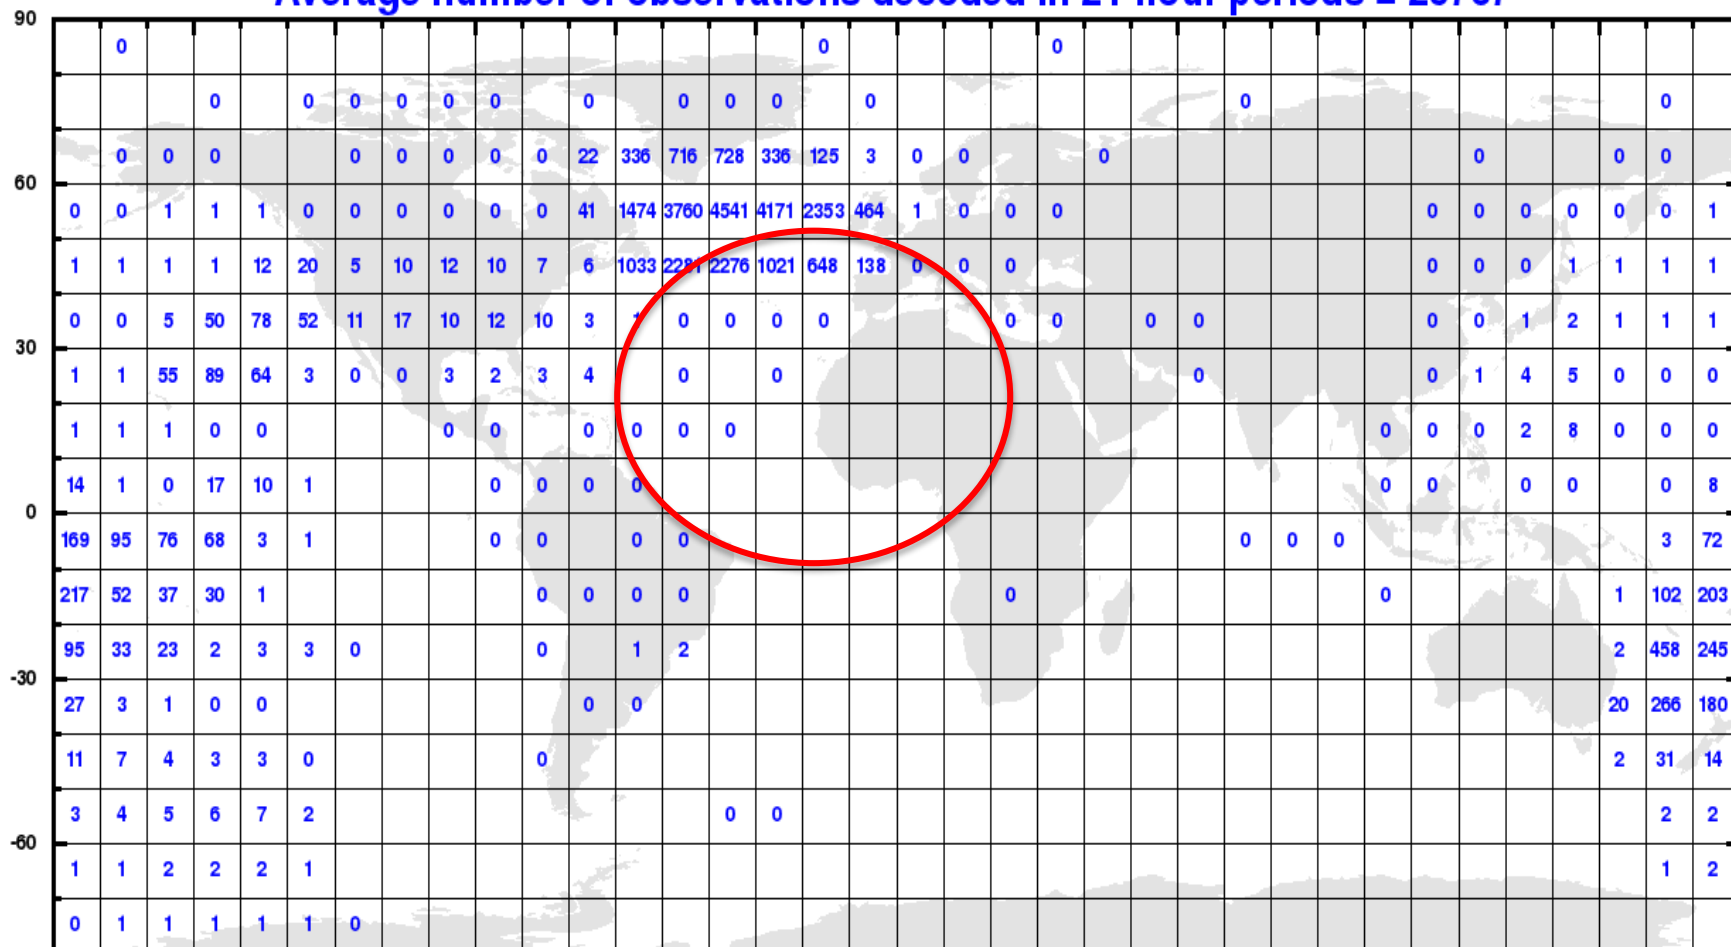 Average number of observations decoded in 24 hour periods =
90
0 0 0
0 0 0 0 0 0 0 0 0 0 0 0 0
0 0 0 0 0 0 0 0 22 336 716 728 336 125 3 0 0 0 0 0 0
60
0 0 1 1 1 0 0 0 0 0 0 41 1474 3760 4541 4171 2353 464 1 0 0 0 0 0 0 0 0 0 1
1 1 1 1 12 20 5 10 12 10 7 6 1033 2281 2276 1021 648 138 0 0 0 0 0 0 1 1 1 1
0 0 5 50 78 52 11 17 10 12 10 3 1 0 0 0 0 0 0 0 0 0 0 1 2 1 1 1
30
1 1 55 89 64 3 0 0 3 2 3 4 0 0 0 0 1 4 5 0 0 0
1 1 1 0 0 0 0 0 0 0 0 0 0 0 2 8 0 0 0
14 1 0 17 10 1 0 0 0 0 0 0 0 0 0 8
0
169 95 76 68 3 1 0 0 0 0 0 0 0 3 72
217 52 37 30 1 0 0 0 0 0 0 1 102 203
95 33 23 2 3 3 0 0 1 2 2 458 245
-30
27 3 1 0 0 0 0 20 266 180
11 7 4 3 3 0 0 2 31 14
3 4 5 6 7 2 0 0 2 2
-60
1 1 2 2 2 1 1 2
0 1 1 1 1 1 0